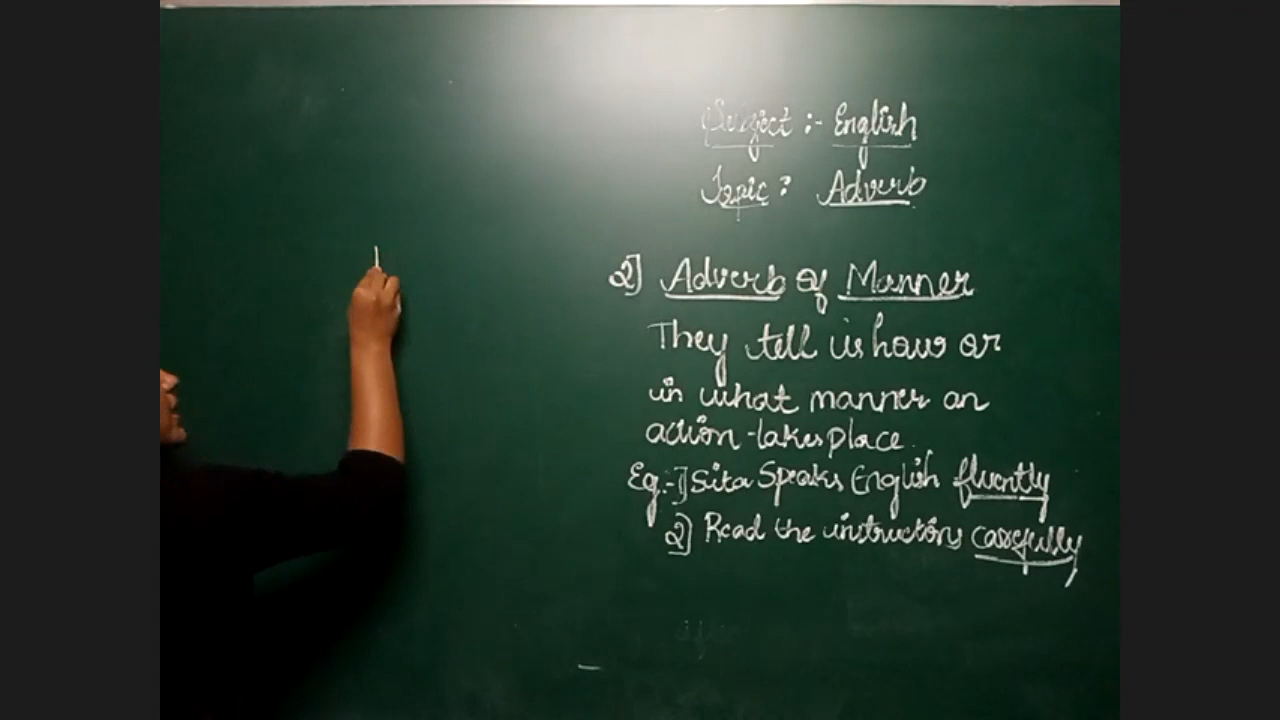 Subject :- English
Topic : Adverb
2] Adverb of Manner
They tell us how or
in what manner an
action takes place.
Eg:- 1] Sita Speaks English fluently
2] Read the instructions carefully,